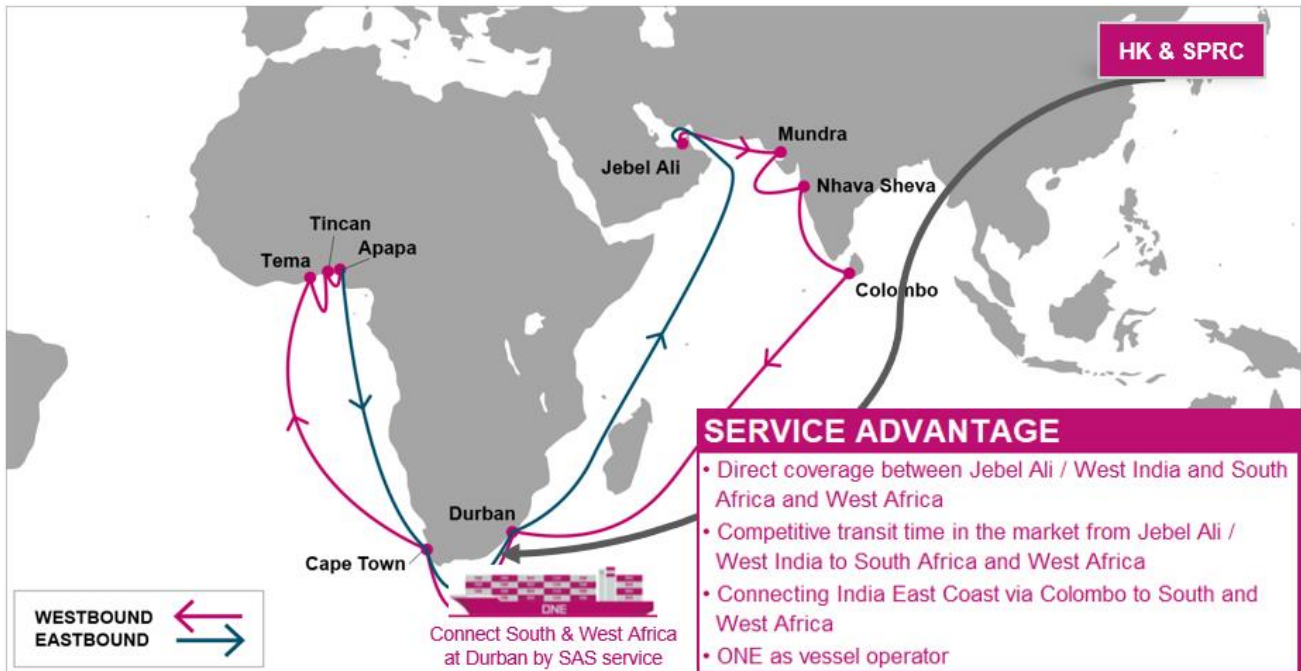 HK & SPRC
Mundra
Jebel Ali
Nhava Sheva
Tincan
Apapa
Tema
Colombo
Durban
Cape Town
WESTBOUND
EASTBOUND
ONE
Connect South & West Africa
at Durban by SAS service
SERVICE ADVANTAGE
• Direct coverage between Jebel Ali / West India and South
Africa and West Africa
• Competitive transit time in the market from Jebel Ali /
West India to South Africa and West Africa
• Connecting India East Coast via Colombo to South and
West Africa
• ONE as vessel operator